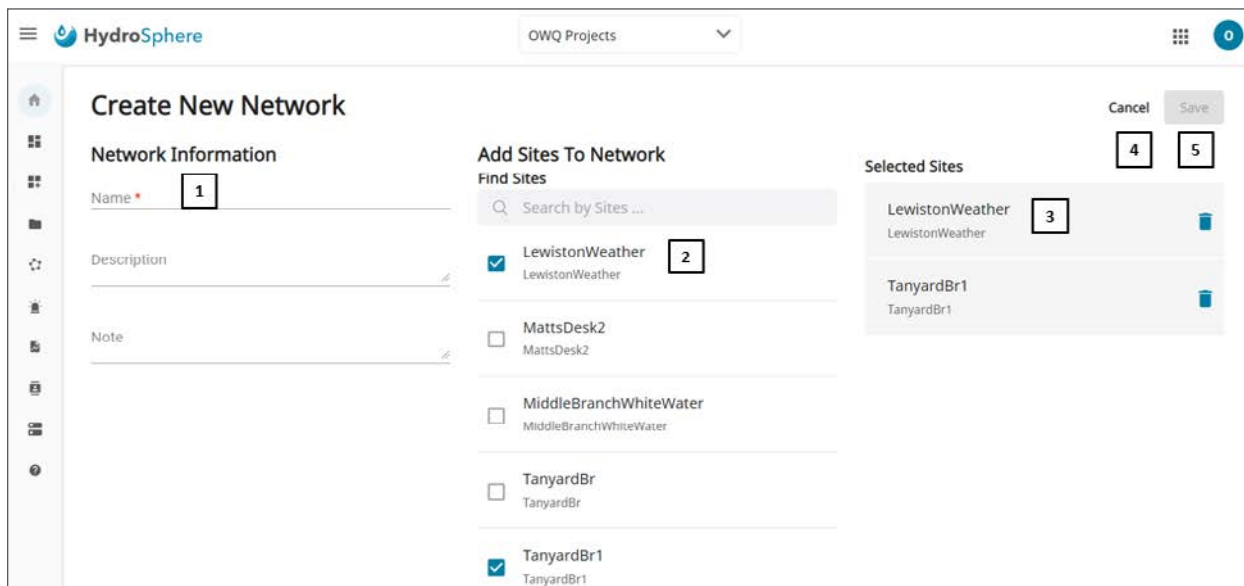 HydroSphere
OWQ Projects
O
Create New Network
Cancel
Save
4
5
Network Information
Name *
1
Description
Note
Add Sites To Network
Find Sites
Search by Sites ...
LewistonWeather
LewistonWeather
2
MattsDesk2
MattsDesk2
MiddleBranchWhiteWater
MiddleBranchWhiteWater
TanyardBr
TanyardBr
TanyardBr1
TanyardBr1
Selected Sites
LewistonWeather
LewistonWeather
3
TanyardBr1
TanyardBr1